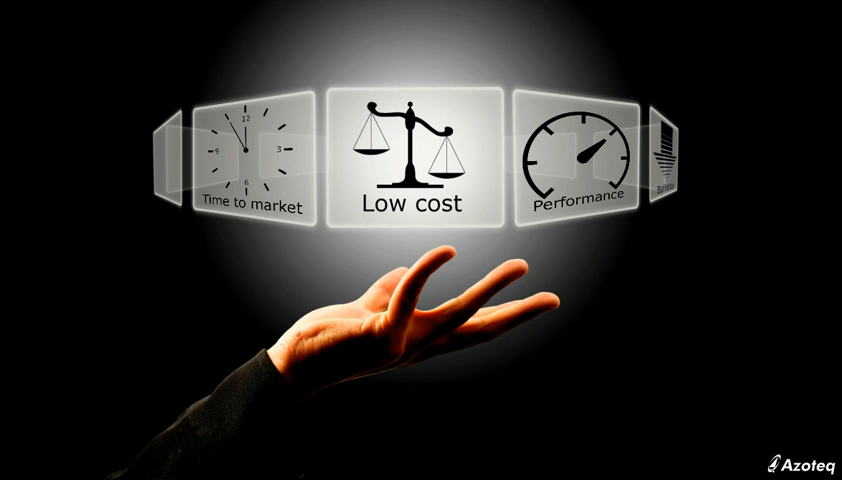 12
9
3
6
Time to market
Low cost
Performance
Azoteq